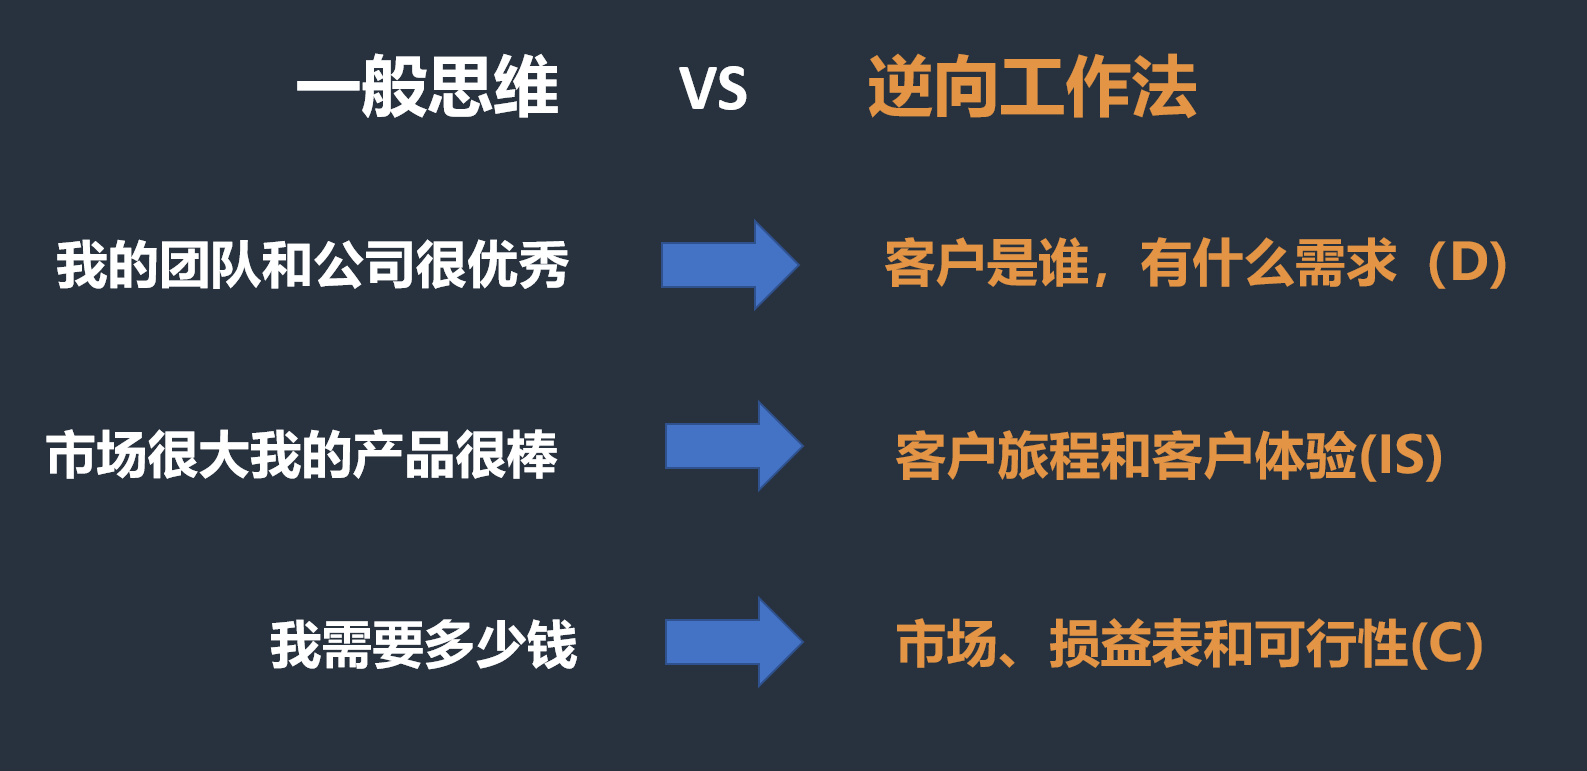 一般思维 VS 逆向工作法
我的团队和公司很优秀 客户是谁，有什么需求（D)
市场很大我的产品很棒 客户旅程和客户体验(IS)
我需要多少钱 市场、损益表和可行性(C)